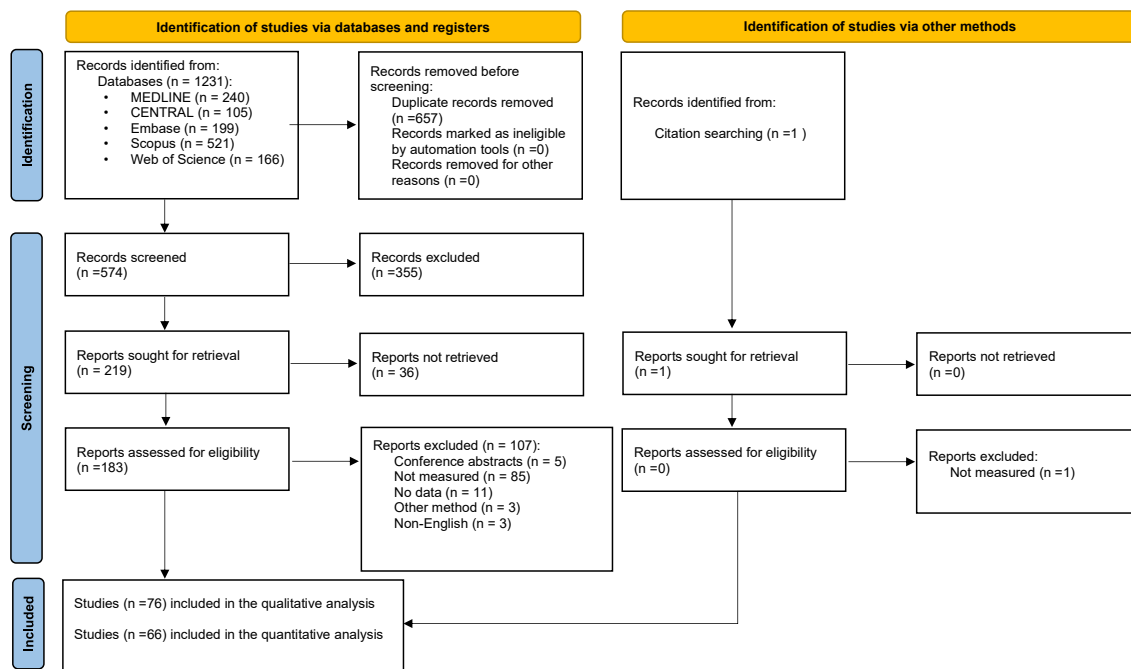 Identification of studies via databases and registers
Identification of studies via other methods
Identification
Records identified from:
Databases (n = 1231):
• MEDLINE (n = 240)
• CENTRAL (n = 105)
• Embase (n = 199)
• Scopus (n = 521)
• Web of Science (n = 166)
Records removed before
screening:
Duplicate records removed
(n =657)
Records marked as ineligible
by automation tools (n =0)
Records removed for other
reasons (n =0)
Records identified from:
Citation searching (n =1 )
Screening
Records screened
(n =574)
Records excluded
(n =355)
Reports sought for retrieval
(n = 219)
Reports not retrieved
(n = 36)
Reports sought for retrieval
(n =1)
Reports not retrieved
(n =0)
Reports assessed for eligibility
(n =183)
Reports excluded (n = 107):
Conference abstracts (n = 5)
Not measured (n = 85)
No data (n = 11)
Other method (n = 3)
Non-English (n = 3)
Reports assessed for eligibility
(n =0)
Reports excluded:
Not measured (n =1)
Included
Studies (n =76) included in the qualitative analysis
Studies (n =66) included in the quantitative analysis